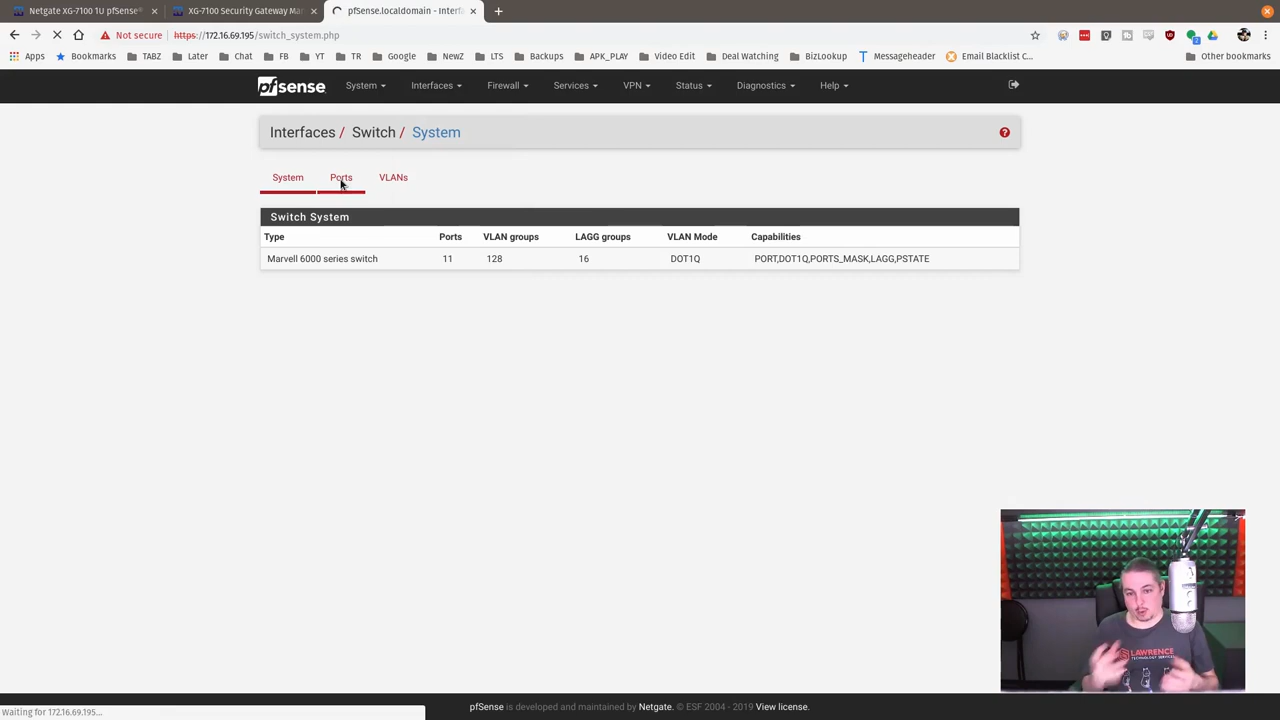 Netgate XG-7100 1U pfSense®
XG-7100 Security Gateway Ma
pfSense.localdomain - Interf
Not secure https://172.16.69.195/switch_system.php
Apps Bookmarks TABZ Later Chat FB YT TR Google NewZ LTS Backups APK_PLAY Video Edit Deal Watching BizLookup Messageheader Email Blacklist C... Other bookmarks
pfsense System Interfaces Firewall Services VPN Status Diagnostics Help
Interfaces / Switch / System
System Ports VLANs
Switch System
Type Ports VLAN groups LAGG groups VLAN Mode Capabilities
Marvell 6000 series switch 11 128 16 DOT1Q PORT,DOT1Q,PORTS_MASK,LAGG,PSTATE
LAWRENCE
TECHNOLOGY SERVICES
Waiting for 172.16.69.195...
pfSense is developed and maintained by Netgate. © ESF 2004 - 2019 View license.